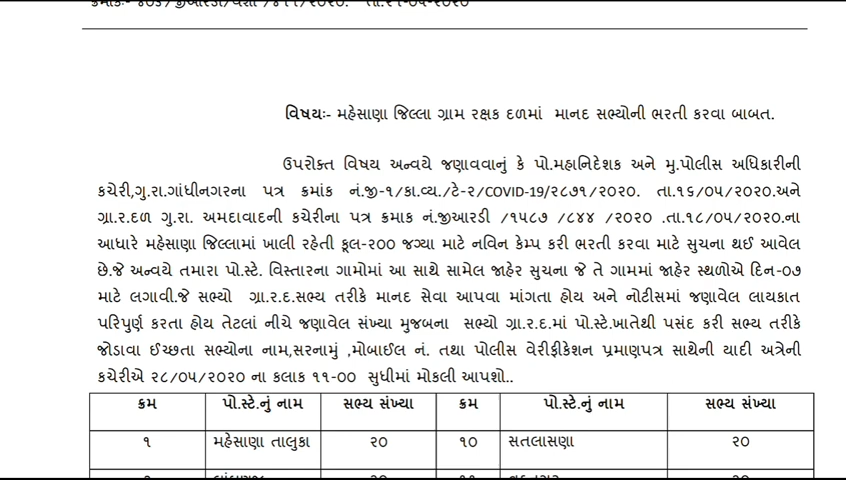 વિષયઃ- મહેસાણા જિલ્લા ગ્રામ રક્ષક દળમાં માનદ સભ્યોની ભરતી કરવા બાબત.
ઉપરોક્ત વિષય અન્વયે જણાવવાનું કે પો.મહાનિદેશક અને મુ.પોલીસ અધિકારીની
કચેરી,ગુ.રા.ગાંધીનગરના પત્ર ક્રમાંક નં.જી-૧/કા.વ્ય./ટે-૨/COVID-19/૨૮૭૧/૨૦૨૦. તા.૧૬/૦૫/૨૦૨૦.અને
ગ્રા.ર.દળ ગુ.રા. અમદાવાદની કચેરીના પત્ર ક્રમાક નં.જીઆરડી /૧૫૮૭ /૮૪૪ /૨૦૨૦ .તા.૧૮/૦૫/૨૦૨૦.ના
આધારે મહેસાણા જિલ્લામાં ખાલી રહેતી કૂલ-૨૦૦ જગ્યા માટે નવિન કેમ્પ કરી ભરતી કરવા માટે સુચના થઈ આવેલ
છે.જે અન્વયે તમારા પો.સ્ટે. વિસ્તારના ગામોમાં આ સાથે સામેલ જાહેર સુચના જે તે ગામમાં જાહેર સ્થળોએ દિન-૦૭
માટે લગાવી.જે સભ્યો ગ્રા.ર.દ.સભ્ય તરીકે માનદ સેવા આપવા માંગતા હોય અને નોટીસમાં જણાવેલ લાયકાત
પરિપુર્ણ કરતા હોય તેટલાં નીચે જણાવેલ સંખ્યા મુજબના સભ્યો ગ્રા.ર.દ.માં પો.સ્ટે.ખાતેથી પસંદ કરી સભ્ય તરીકે
જોડાવા ઈચ્છતા સભ્યોના નામ,સરનામું ,મોબાઈલ નં. તથા પોલીસ વેરીફીકેશન પ્રમાણપત્ર સાથેની યાદી અત્રેની
કચેરીએ ૨૮/૦૫/૨૦૨૦ ના કલાક ૧૧-૦૦ સુધીમાં મોકલી આપશો..
ક્રમ પો.સ્ટે.નું નામ સભ્ય સંખ્યા ક્રમ પો.સ્ટે.નું નામ સભ્ય સંખ્યા
૧ મહેસાણા તાલુકા ૨૦ ૧૦ સતલાસણા ૨૦